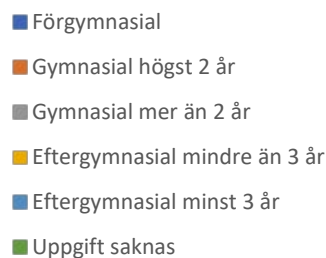 Förgymnasial
Gymnasial högst 2 år
Gymnasial mer än 2 år
Eftergymnasial mindre än 3 år
Eftergymnasial minst 3 år
Uppgift saknas